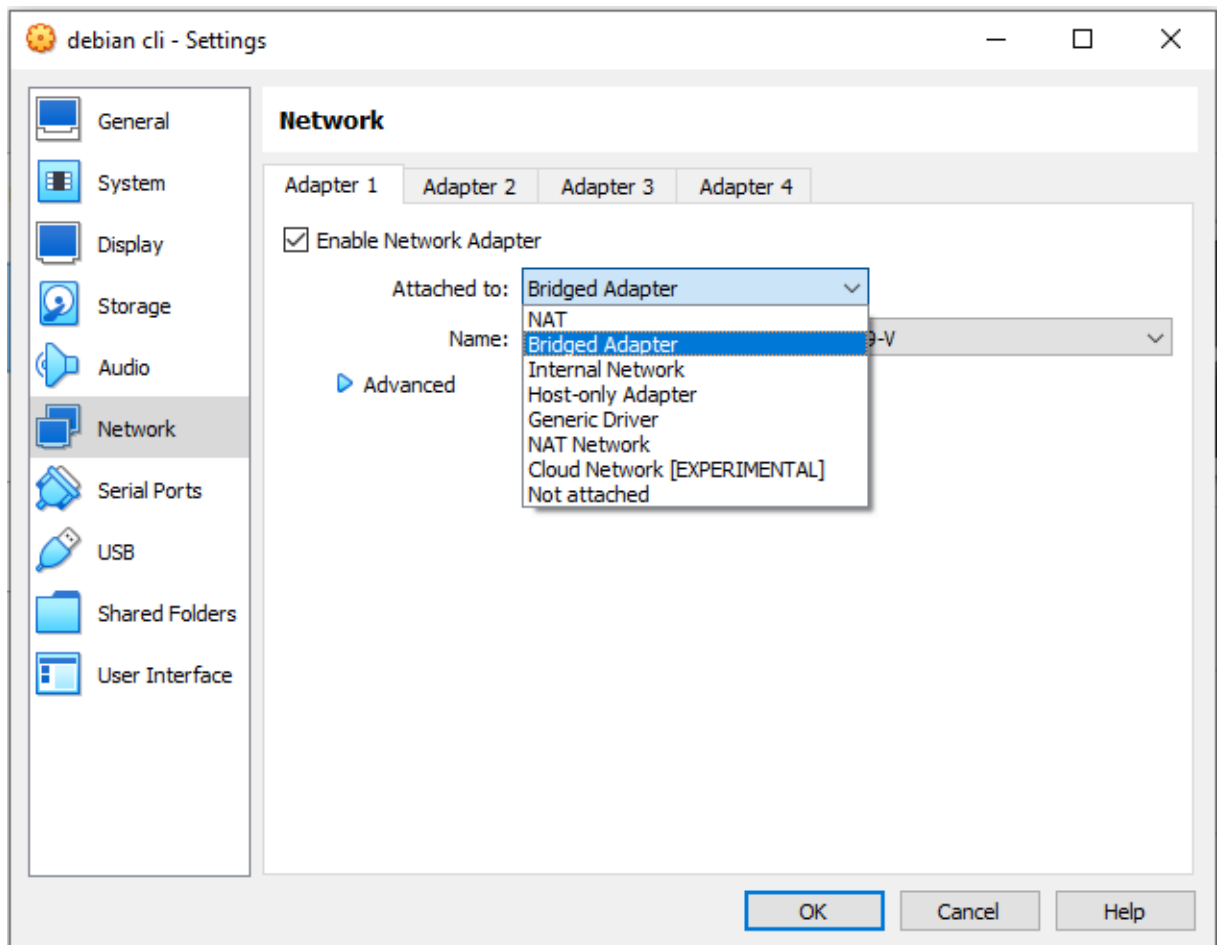 debian cli - Settings
General
System
Display
Storage
Audio
Network
Serial Ports
USB
Shared Folders
User Interface
Network
Adapter 1 Adapter 2 Adapter 3 Adapter 4
Enable Network Adapter
Attached to: Bridged Adapter
NAT
Bridged Adapter
Internal Network
Host-only Adapter
Generic Driver
NAT Network
Cloud Network [EXPERIMENTAL]
Not attached
Name:
Advanced
OK Cancel Help